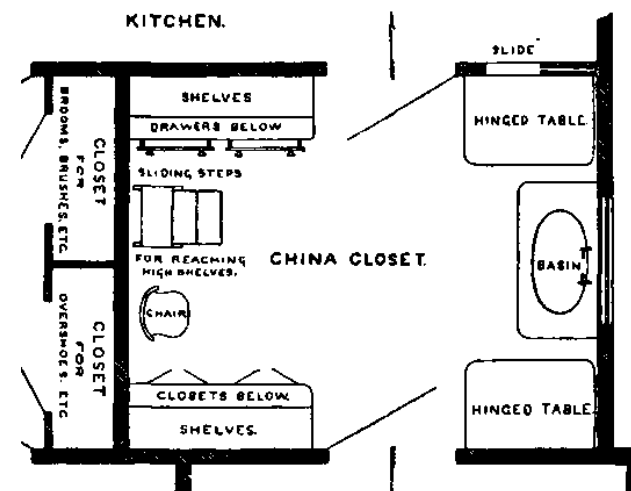 KITCHEN.
SLIDE
SHELVES
DRAWERS BELOW
HINGED TABLE.
BROOMS, BRUSHES, ETC.
FOR
CLOSET
SLIDING STEPS
FOR REACHING
HIGH SHELVES.
CHINA CLOSET.
BASIN
CHAIR
OVERSHOES, ETC
FOR
CLOSET
CLOSETS BELOW.
SHELVES.
HINGED TABLE